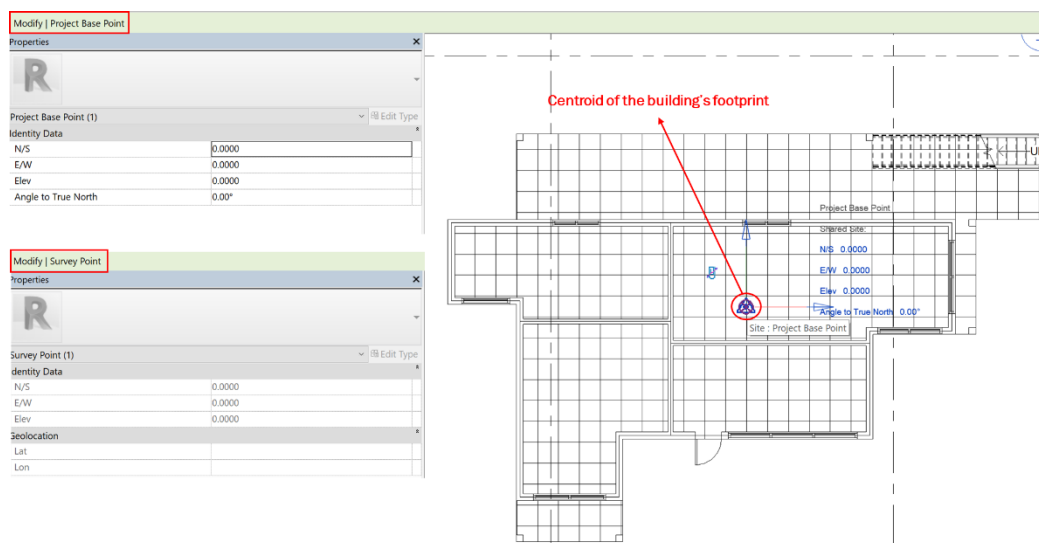 Modify | Project Base Point
Properties
R
Project Base Point (1)
Edit Type
Identity Data
N/S 0.0000
E/W 0.0000
Elev 0.0000
Angle to True North 0.00°
Modify | Survey Point
Properties
R
Survey Point (1)
Edit Type
Identity Data
N/S 0.0000
E/W 0.0000
Elev 0.0000
Geolocation
Lat
Lon
Centroid of the building's footprint
Project Base Point
Shared Site:
N/S 0.0000
E/W 0.0000
Elev 0.0000
Angle to True North 0.00°
Site : Project Base Point